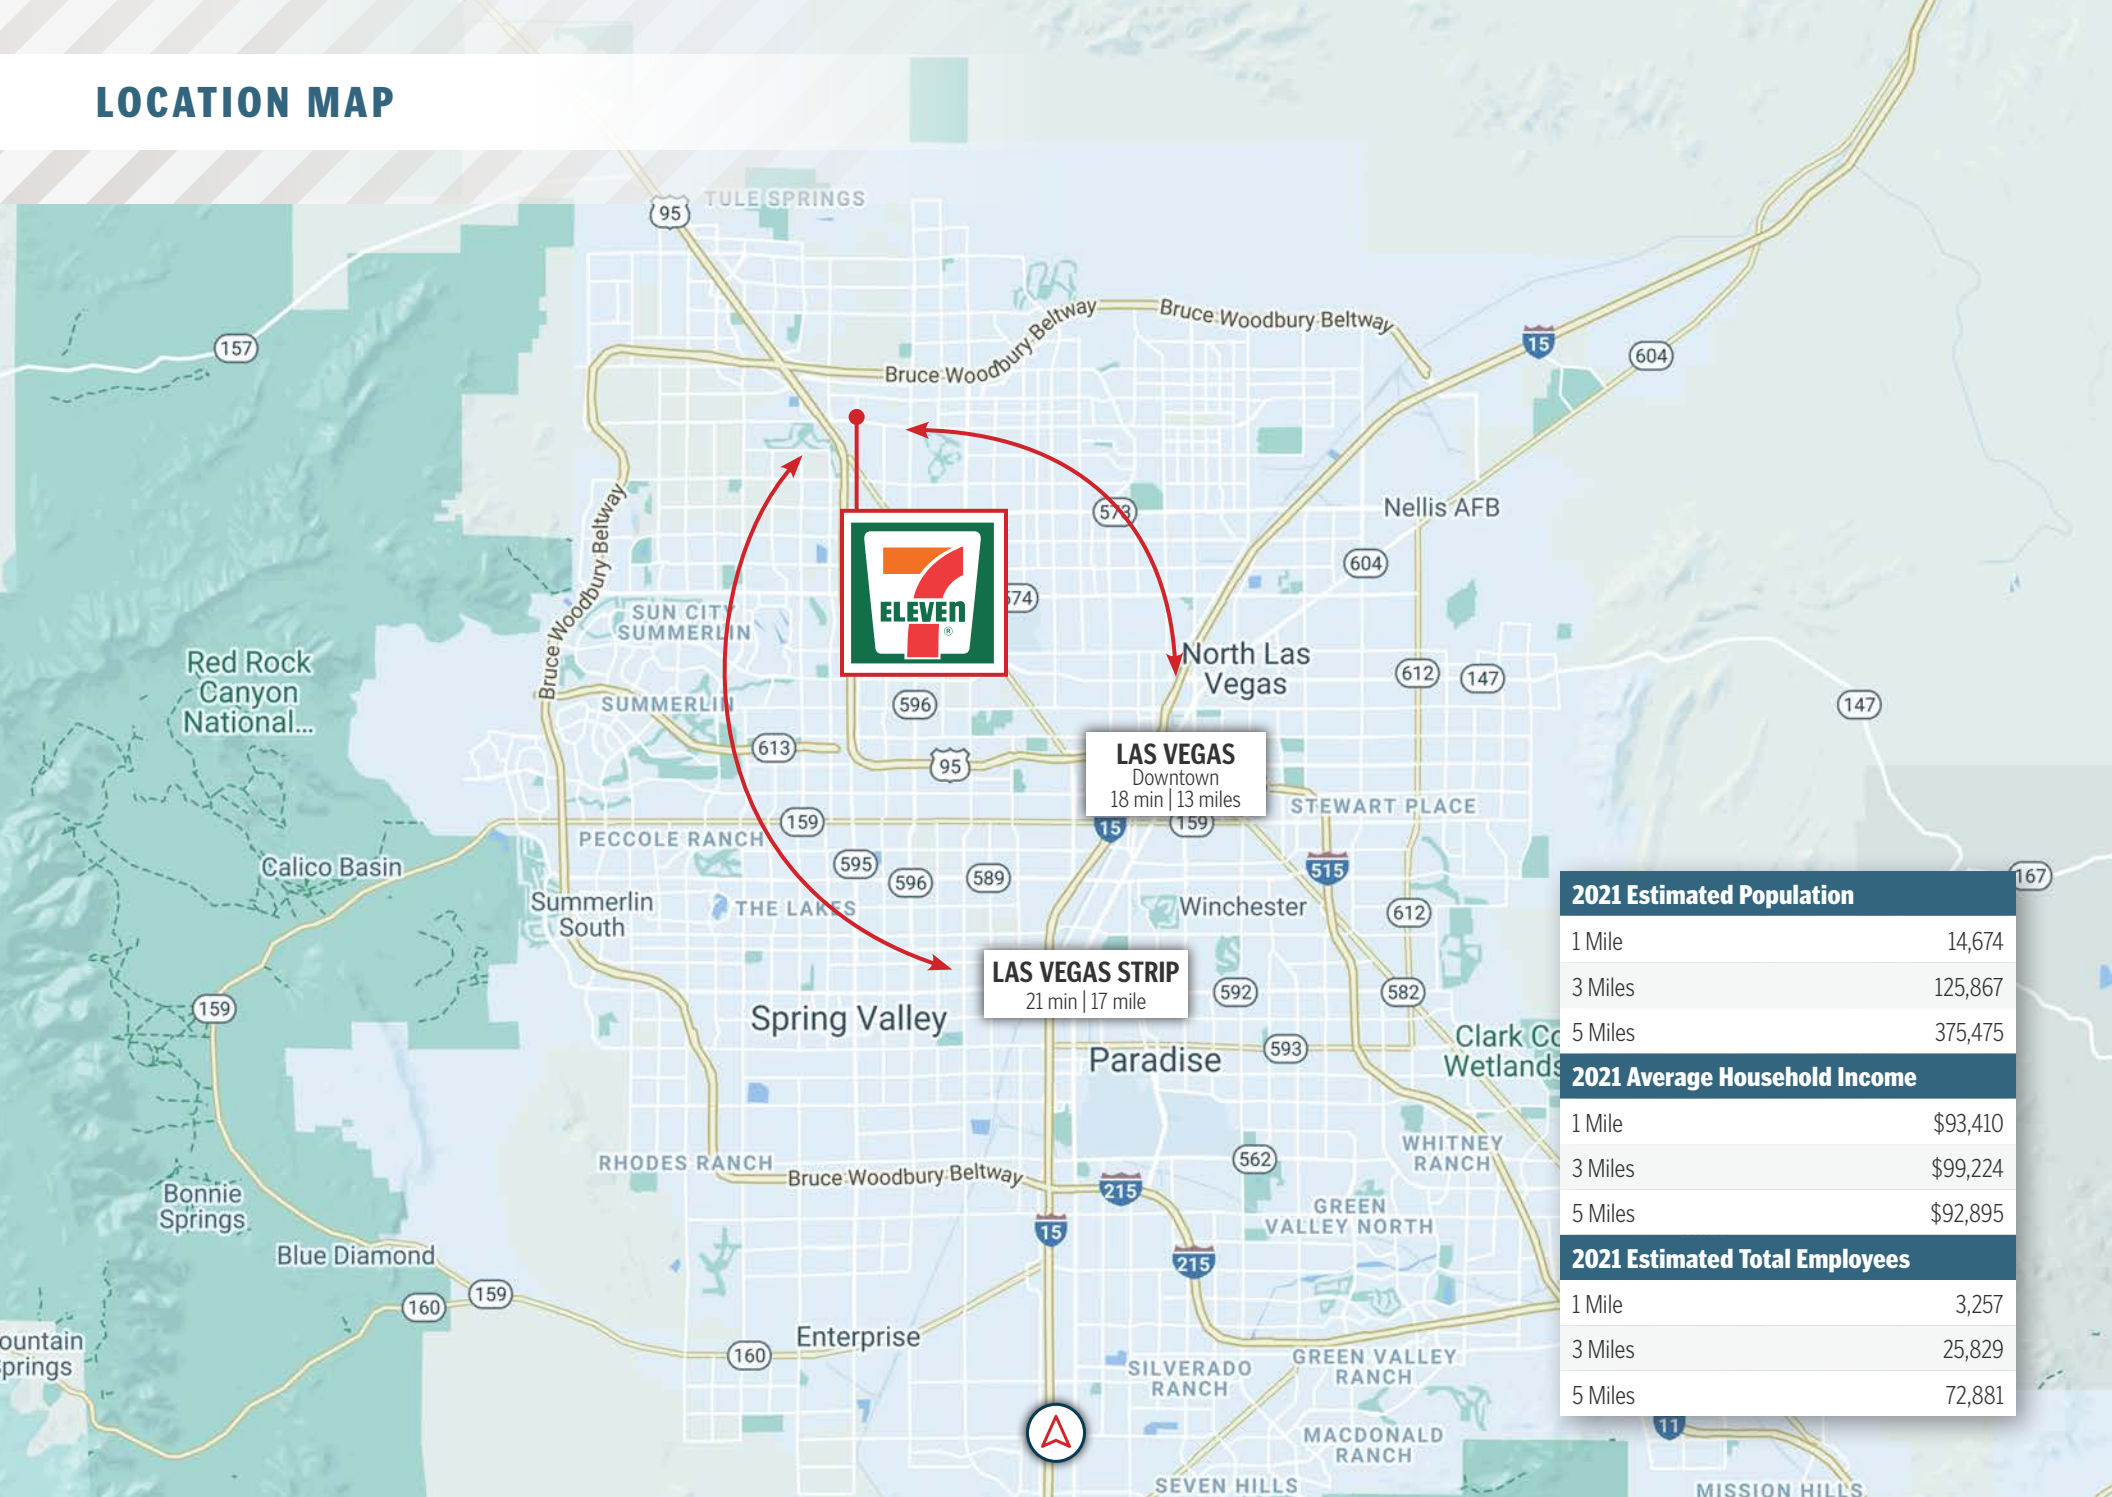 LOCATION MAP
95
TULE SPRINGS
157
Bruce Woodbury Beltway
Bruce Woodbury Beltway
15
604
573
Nellis AFB
604
Bruce Woodbury Beltway
7
ELEVEN
®
574
SUN CITY
SUMMERLIN
Red Rock
Canyon
National...
North Las
Vegas
612
147
147
SUMMERLIN
596
613
95
LAS VEGAS
Downtown
18 min | 13 miles
STEWART PLACE
159
15
159
PECCOLE RANCH
Calico Basin
595
596
589
515
167
Summerlin
South
THE LAKES
Winchester
612
LAS VEGAS STRIP
21 min | 17 mile
592
582
159
Spring Valley
Paradise
593
Clark Co
Wetlands
2021 Estimated Population
1 Mile 14,674
3 Miles 125,867
5 Miles 375,475
2021 Average Household Income
1 Mile $93,410
3 Miles $99,224
5 Miles $92,895
2021 Estimated Total Employees
1 Mile 3,257
3 Miles 25,829
5 Miles 72,881
WHITNEY
RANCH
RHODES RANCH
Bruce Woodbury Beltway
562
215
Bonnie
Springs
GREEN
VALLEY NORTH
15
215
Blue Diamond
159
160
ountain
prings
Enterprise
160
SILVERADO
RANCH
GREEN VALLEY
RANCH
11
MACDONALD
RANCH
SEVEN HILLS
MISSION HILLS